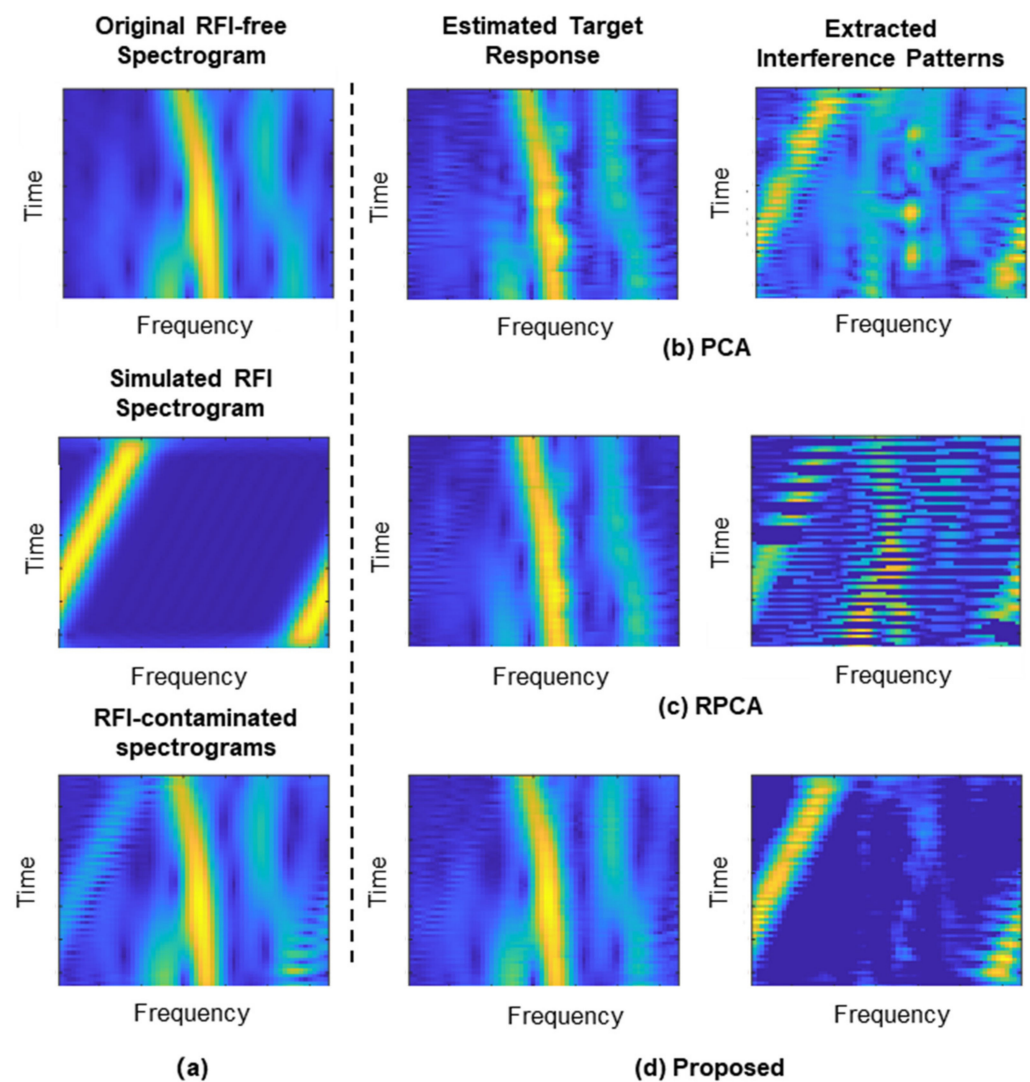 Original RFI-free
Spectrogram
Time
Frequency
Simulated RFI
Spectrogram
Time
Frequency
RFI-contaminated
spectrograms
Time
Frequency
(a)
Estimated Target
Response
Extracted
Interference Patterns
Time
Frequency
Time
Frequency
(b) PCA
Time
Frequency
Time
Frequency
(c) RPCA
Time
Frequency
Time
Frequency
(d) Proposed